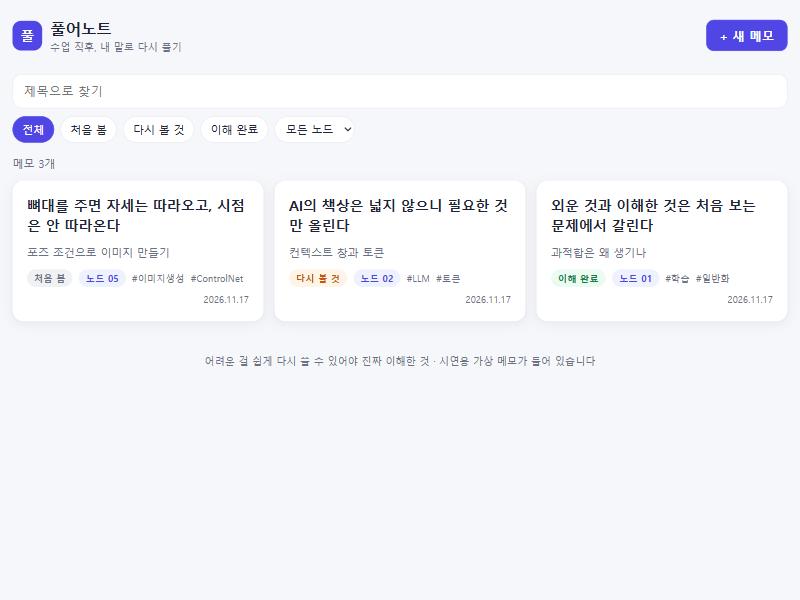 풀
풀어노트
수업 직후, 내 말로 다시 풀기
+ 새 메모
제목으로 찾기
전체
처음 봄
다시 볼 것
이해 완료
모든 노드
메모 3개
뼈대를 주면 자세는 따라오고, 시점
은 안 따라온다
포즈 조건으로 이미지 만들기
처음 봄 노드 05 #이미지생성 #ControlNet
2026.11.17
AI의 책상은 넓지 않으니 필요한 것
만 올린다
컨텍스트 창과 토큰
다시 볼 것 노드 02 #LLM #토큰
2026.11.17
외운 것과 이해한 것은 처음 보는
문제에서 갈린다
과적합은 왜 생기나
이해 완료 노드 01 #학습 #일반화
2026.11.17
어려운 걸 쉽게 다시 쓸 수 있어야 진짜 이해한 것 · 시연용 가상 메모가 들어 있습니다